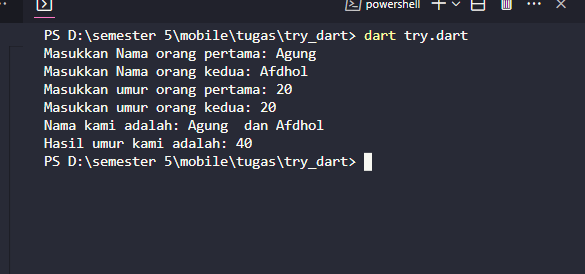 powershell
PS D:\semester 5\mobile\tugas\try_dart> dart try.dart
Masukkan Nama orang pertama: Agung
Masukkan Nama orang kedua: Afdhol
Masukkan umur orang pertama: 20
Masukkan umur orang kedua: 20
Nama kami adalah: Agung  dan Afdhol
Hasil umur kami adalah: 40
PS D:\semester 5\mobile\tugas\try_dart>